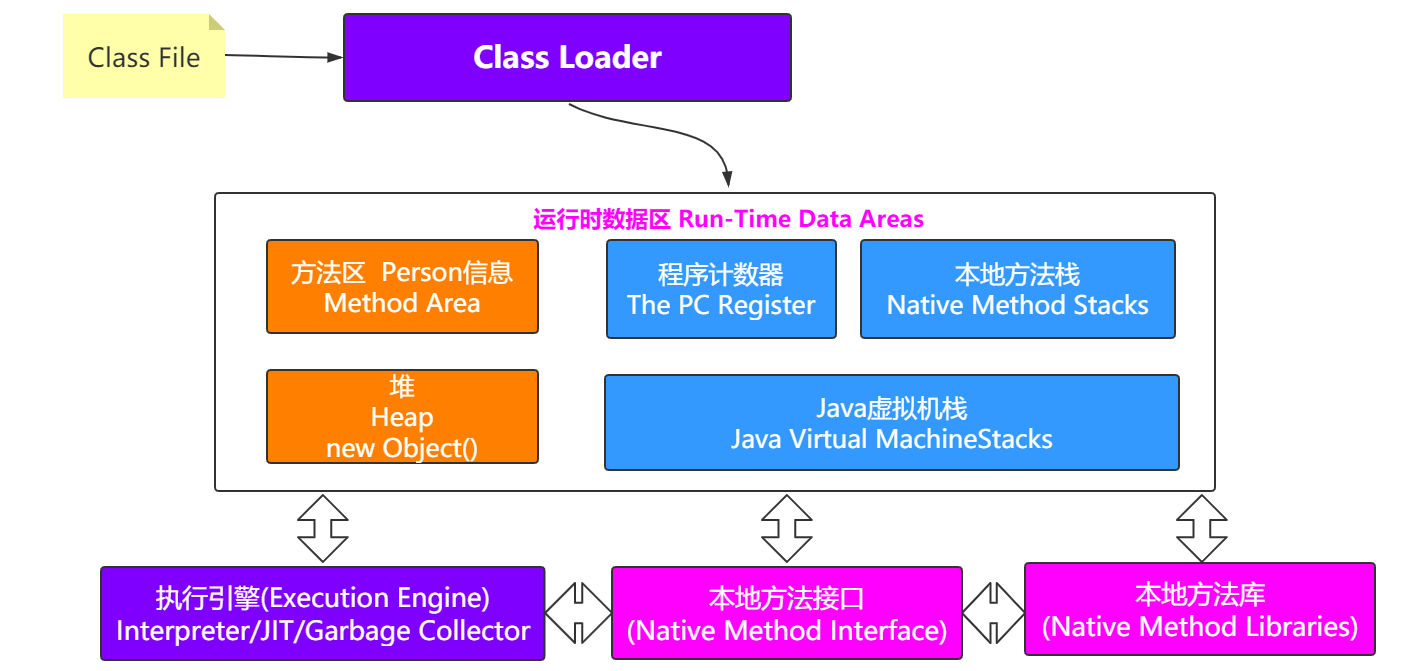 Class File
Class Loader
运行时数据区 Run-Time Data Areas
方法区 Person信息
Method Area
程序计数器
The PC Register
本地方法栈
Native Method Stacks
堆
Heap
new Object()
Java虚拟机栈
Java Virtual MachineStacks
执行引擎(Execution Engine)
Interpreter/JIT/Garbage Collector
本地方法接口
(Native Method Interface)
本地方法库
(Native Method Libraries)